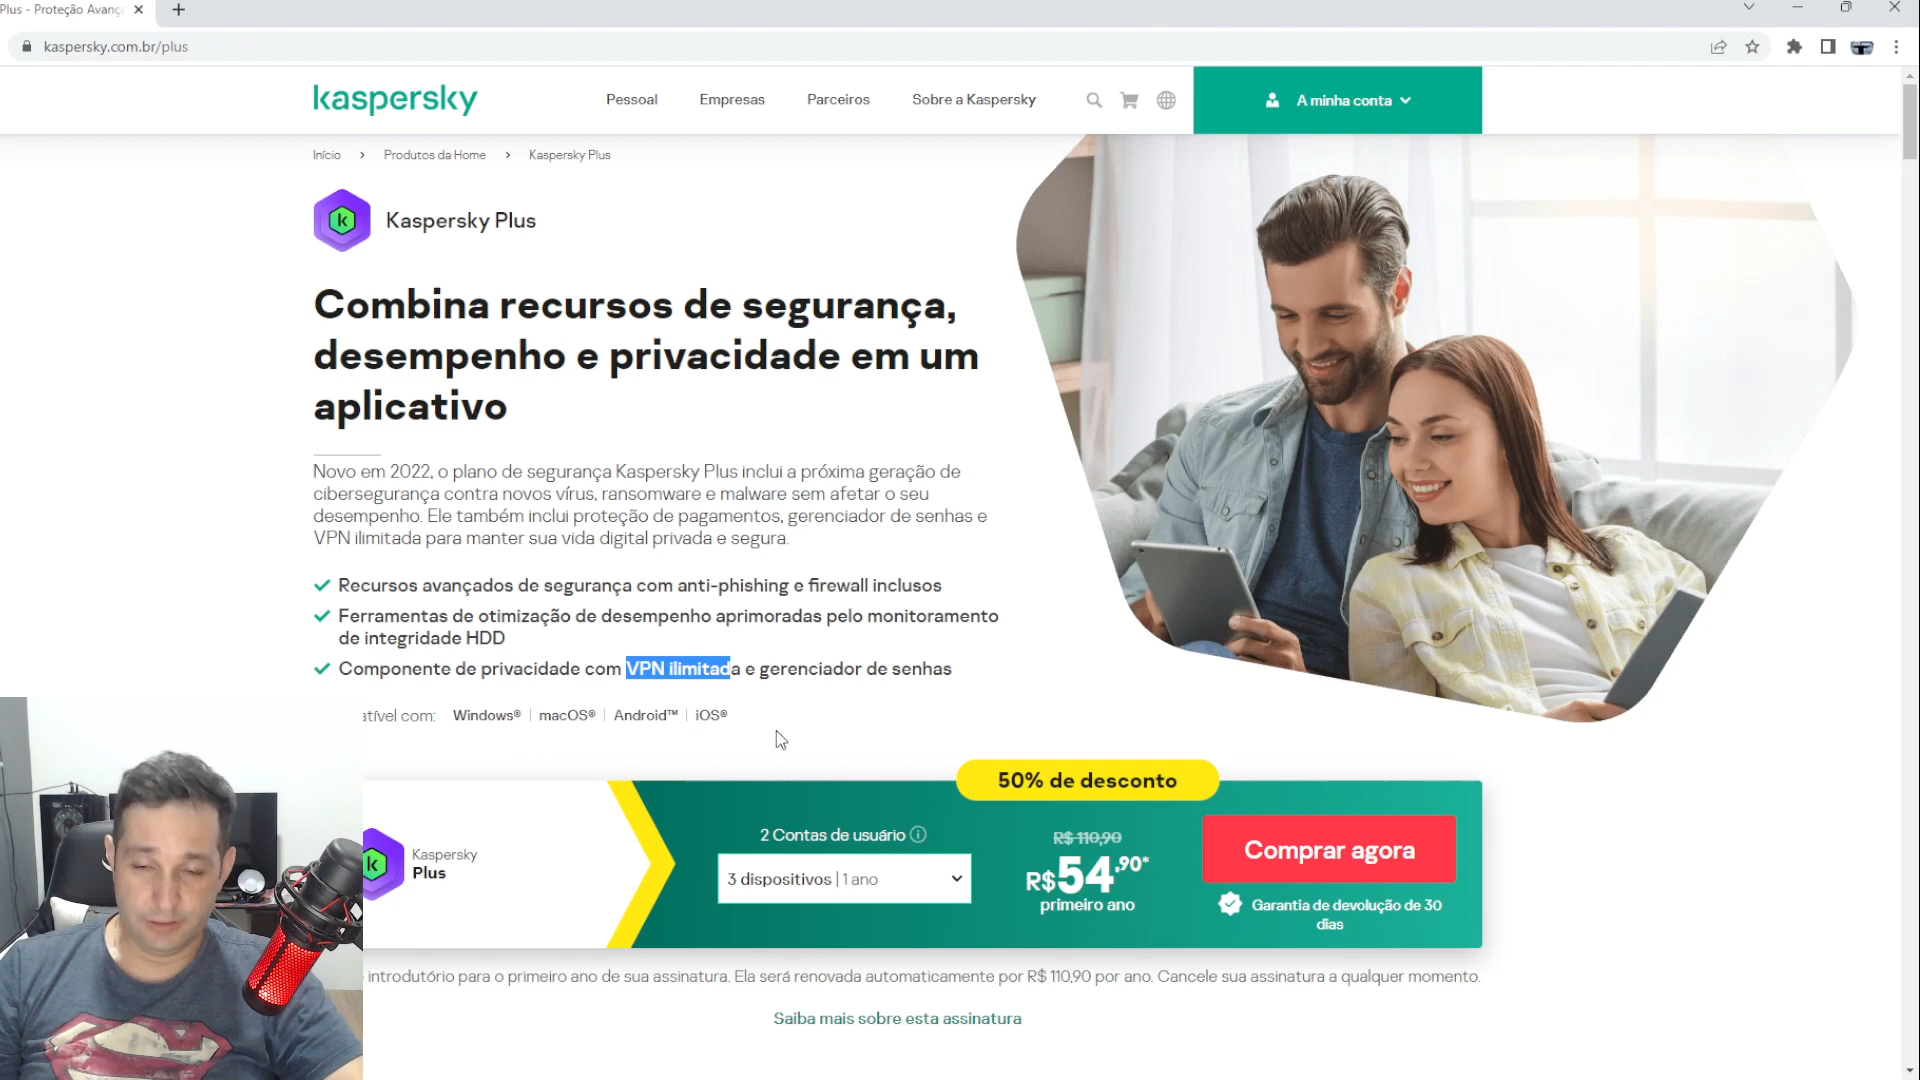 Plus - Proteção Avanç
kaspersky.com.br/plus
kaspersky
Pessoal
Empresas
Parceiros
Sobre a Kaspersky
A minha conta
Início
Produtos da Home
Kaspersky Plus
Kaspersky Plus
Combina recursos de segurança,
desempenho e privacidade em um
aplicativo
Novo em 2022, o plano de segurança Kaspersky Plus inclui a próxima geração de
cibersegurança contra novos vírus, ransomware e malware sem afetar o seu
desempenho. Ele também inclui proteção de pagamentos, gerenciador de senhas e
VPN ilimitada para manter sua vida digital privada e segura.
Recursos avançados de segurança com anti-phishing e firewall inclusos
Ferramentas de otimização de desempenho aprimoradas pelo monitoramento
de integridade HDD
Componente de privacidade com VPN ilimitada e gerenciador de senhas
atível com: Windows® | macOS® | Android™ | iOS®
50% de desconto
Kaspersky
Plus
2 Contas de usuário
3 dispositivos | 1 ano
R$ 110,90
R$54,90*
primeiro ano
Comprar agora
Garantia de devolução de 30
dias
introdutório para o primeiro ano de sua assinatura. Ela será renovada automaticamente por R$ 110,90 por ano. Cancele sua assinatura a qualquer momento.
Saiba mais sobre esta assinatura